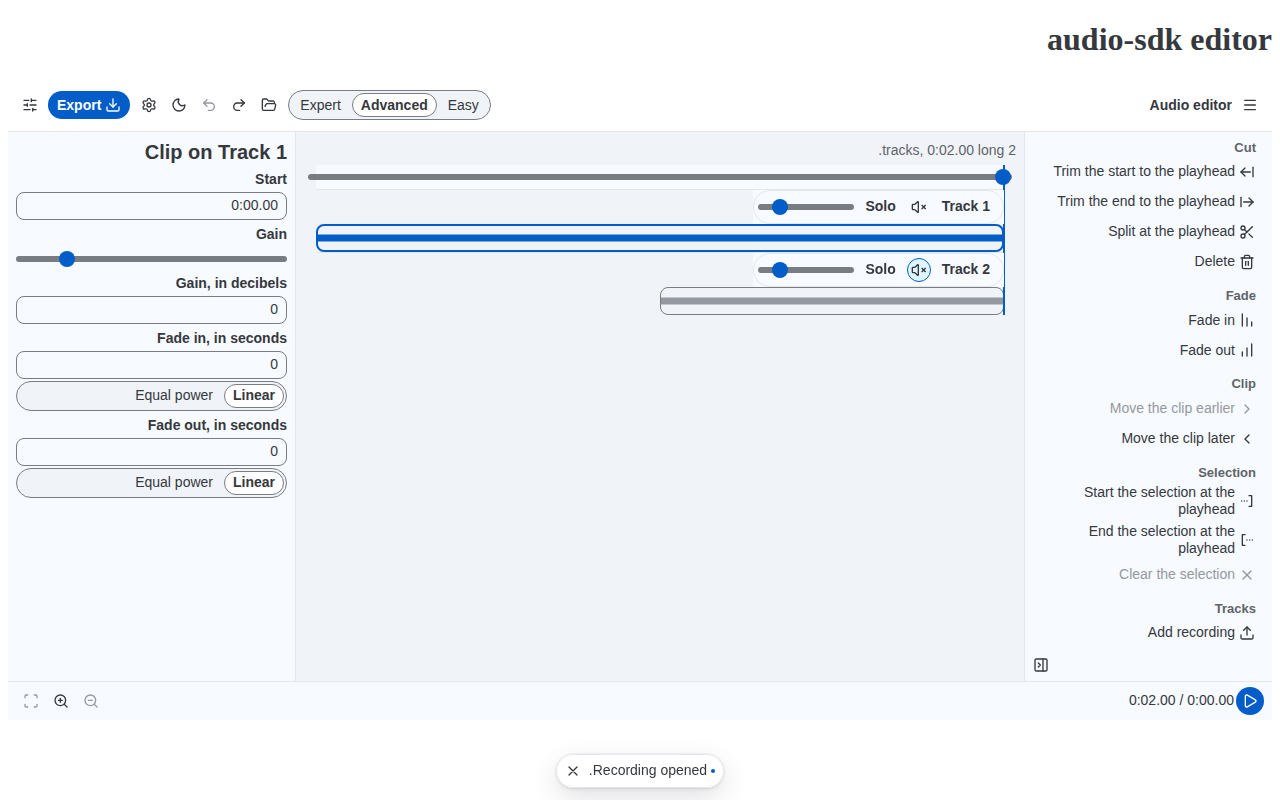 audio-sdk editor
Audio editor
Easy
Advanced
Expert
Export
Cut
Trim the start to the playhead
Trim the end to the playhead
Split at the playhead
Delete
Fade
Fade in
Fade out
Clip
Move the clip earlier
Move the clip later
Selection
Start the selection at the
playhead
End the selection at the
playhead
Clear the selection
Tracks
Add recording
.tracks, 0:02.00 long 2
Track 1
Solo
Track 2
Solo
Clip on Track 1
Start
0:00.00
Gain
Gain, in decibels
0
Fade in, in seconds
0
Linear
Equal power
Fade out, in seconds
0
Linear
Equal power
0:02.00 / 0:00.00
.Recording opened